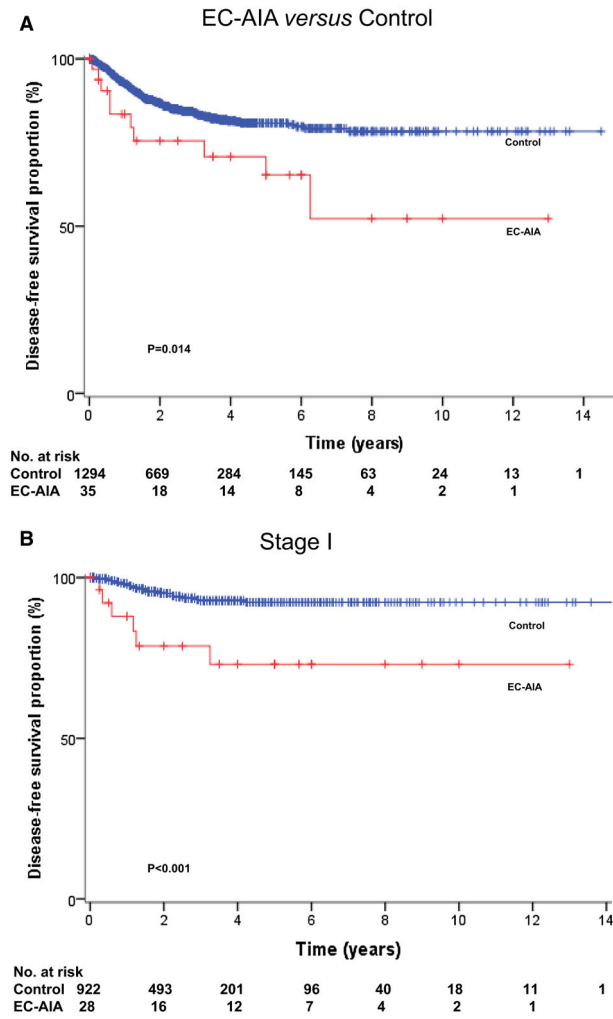 A
EC-AIA versus Control
Disease-free survival proportion (%)
100
50
0
Control
EC-AIA
P=0.014
0 2 4 6 8 10 12 14
Time (years)
No. at risk
Control 1294 669 284 145 63 24 13 1
EC-AIA 35 18 14 8 4 2 1
B
Stage I
Disease-free survival proportion (%)
100
50
0
Control
EC-AIA
P<0.001
0 2 4 6 8 10 12 14
Time (years)
No. at risk
Control 922 493 201 96 40 18 11 1
EC-AIA 28 16 12 7 4 2 1